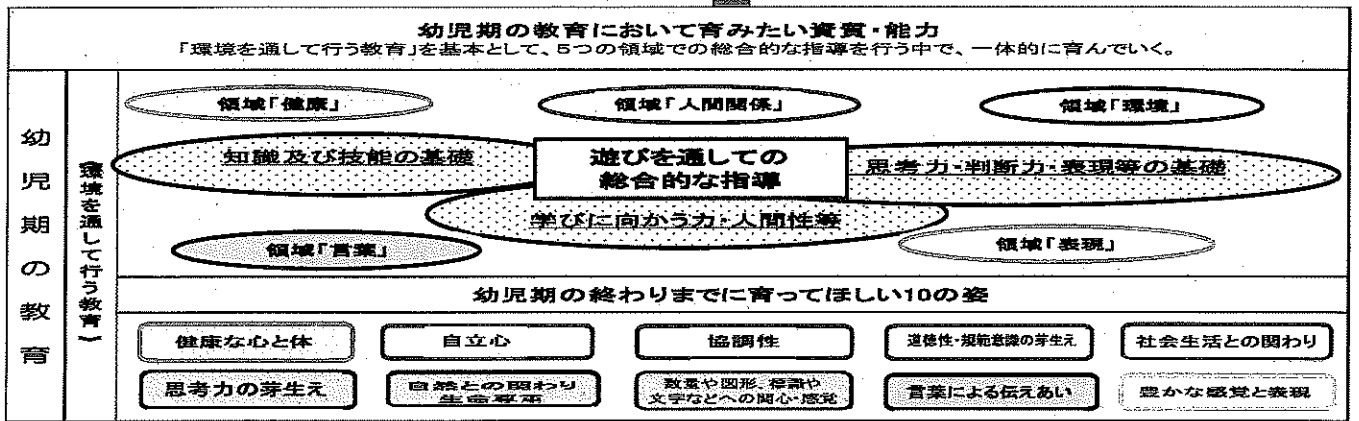 幼児期の教育において育みたい資質・能力
「環境を通して行う教育」を基本として、5つの領域での総合的な指導を行う中で、一体的に育んでいく。
幼児期の教育
(環境を通して行う教育)
領域「健康」
領域「人間関係」
領域「環境」
知識及び技能の基礎
遊びを通しての
総合的な指導
思考力・判断力・表現等の基礎
学びに向かう力・人間性等
領域「言葉」
領域「表現」
幼児期の終わりまでに育ってほしい10の姿
健康な心と体
自立心
協調性
道徳性・規範意識の芽生え
社会生活との関わり
思考力の芽生え
自然との関わり
生命尊重
数量や図形、標識や
文字などへの関心・感覚
言葉による伝えあい
豊かな感覚と表現